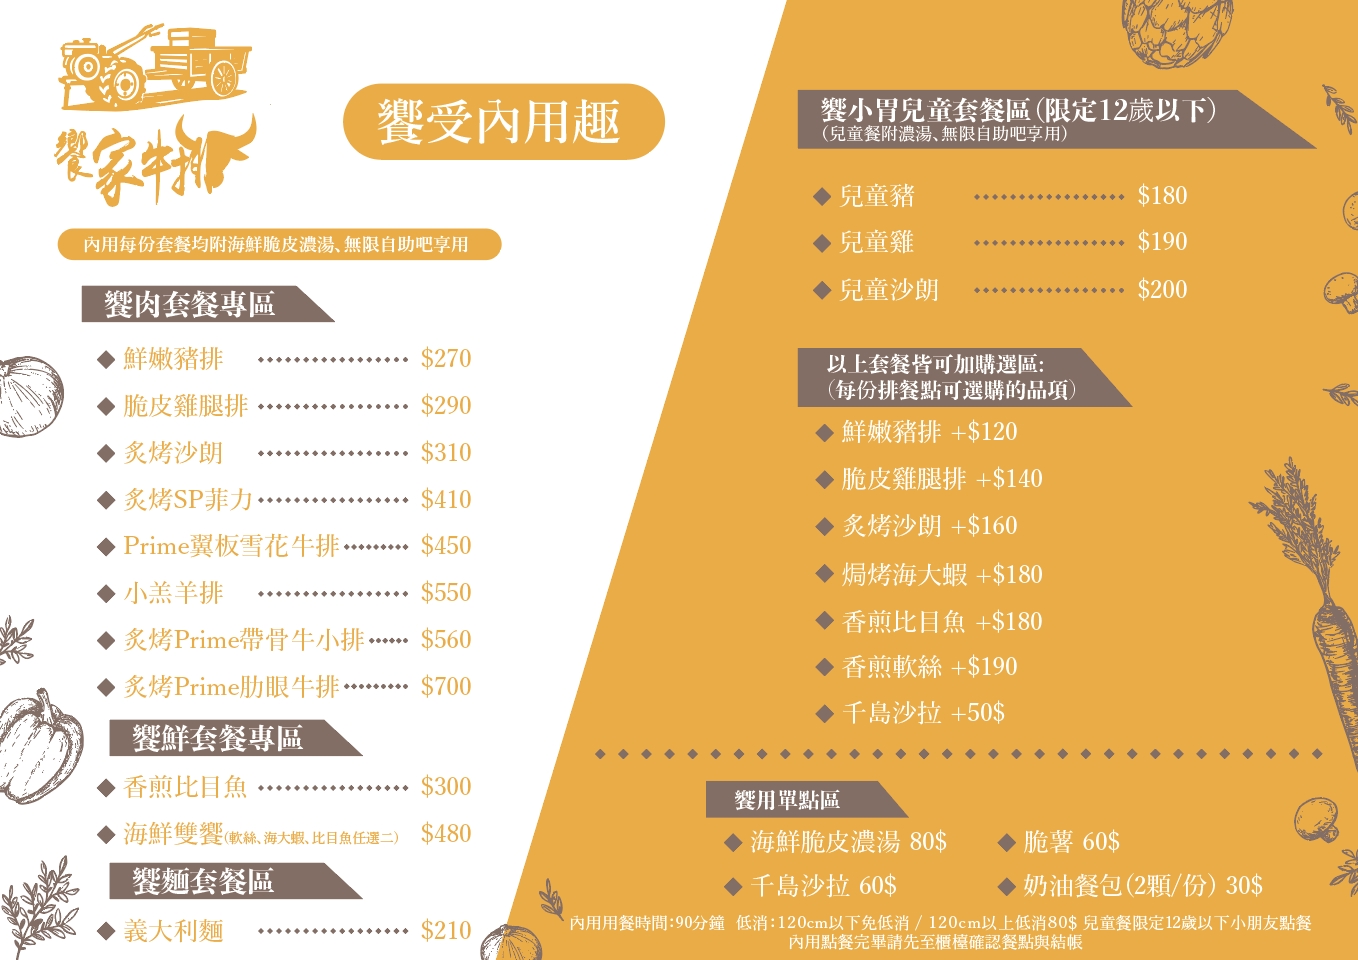 饗家牛排
饗受內用趣
內用每份套餐均附海鮮脆皮濃湯、無限自助吧享用
饗肉套餐專區
鮮嫩豬排 $270
脆皮雞腿排 $290
炙烤沙朗 $310
炙烤SP菲力 $410
Prime翼板雪花牛排 $450
小羔羊排 $550
炙烤Prime帶骨牛小排 $560
炙烤Prime肋眼牛排 $700
饗鮮套餐專區
香煎比目魚 $300
海鮮雙饗(軟絲、海大蝦、比目魚任選二) $480
饗麵套餐區
義大利麵 $210
饗小胃兒童套餐區(限定12歲以下)
(兒童餐附濃湯、無限自助吧享用)
兒童豬 $180
兒童雞 $190
兒童沙朗 $200
以上套餐皆可加購選區:
(每份排餐點可選購的品項)
鮮嫩豬排 +$120
脆皮雞腿排 +$140
炙烤沙朗 +$160
焗烤海大蝦 +$180
香煎比目魚 +$180
香煎軟絲 +$190
千島沙拉 +50$
饗用單點區
海鮮脆皮濃湯 80$ 脆薯 60$
千島沙拉 60$ 奶油餐包(2顆/份) 30$
內用用餐時間:90分鐘 低消:120cm以下免低消 / 120cm以上低消80$ 兒童餐限定12歲以下小朋友點餐
內用點餐完畢請先至櫃檯確認餐點與結帳